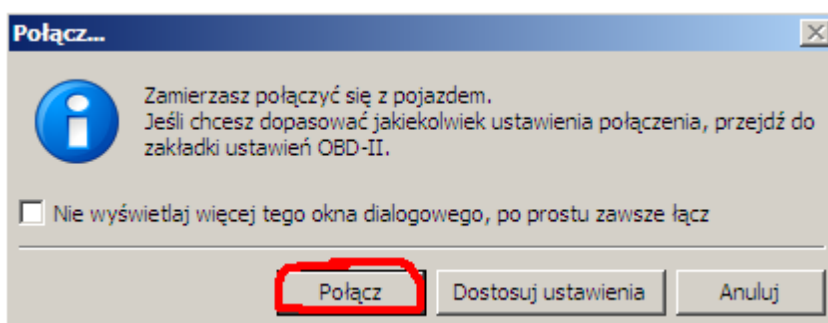 Połącz...
Zamierzasz połączyć się z pojazdem.
Jeśli chcesz dopasować jakiekolwiek ustawienia połączenia, przejdź do
zakładki ustawień OBD-II.
Nie wyświetlaj więcej tego okna dialogowego, po prostu zawsze łącz
Połącz
Dostosuj ustawienia
Anuluj